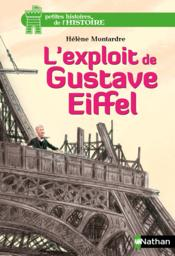 petites histoires
de l'HISTOIRE
Hélène Montardre
L'exploit de
Gustave
Eiffel
Nathan